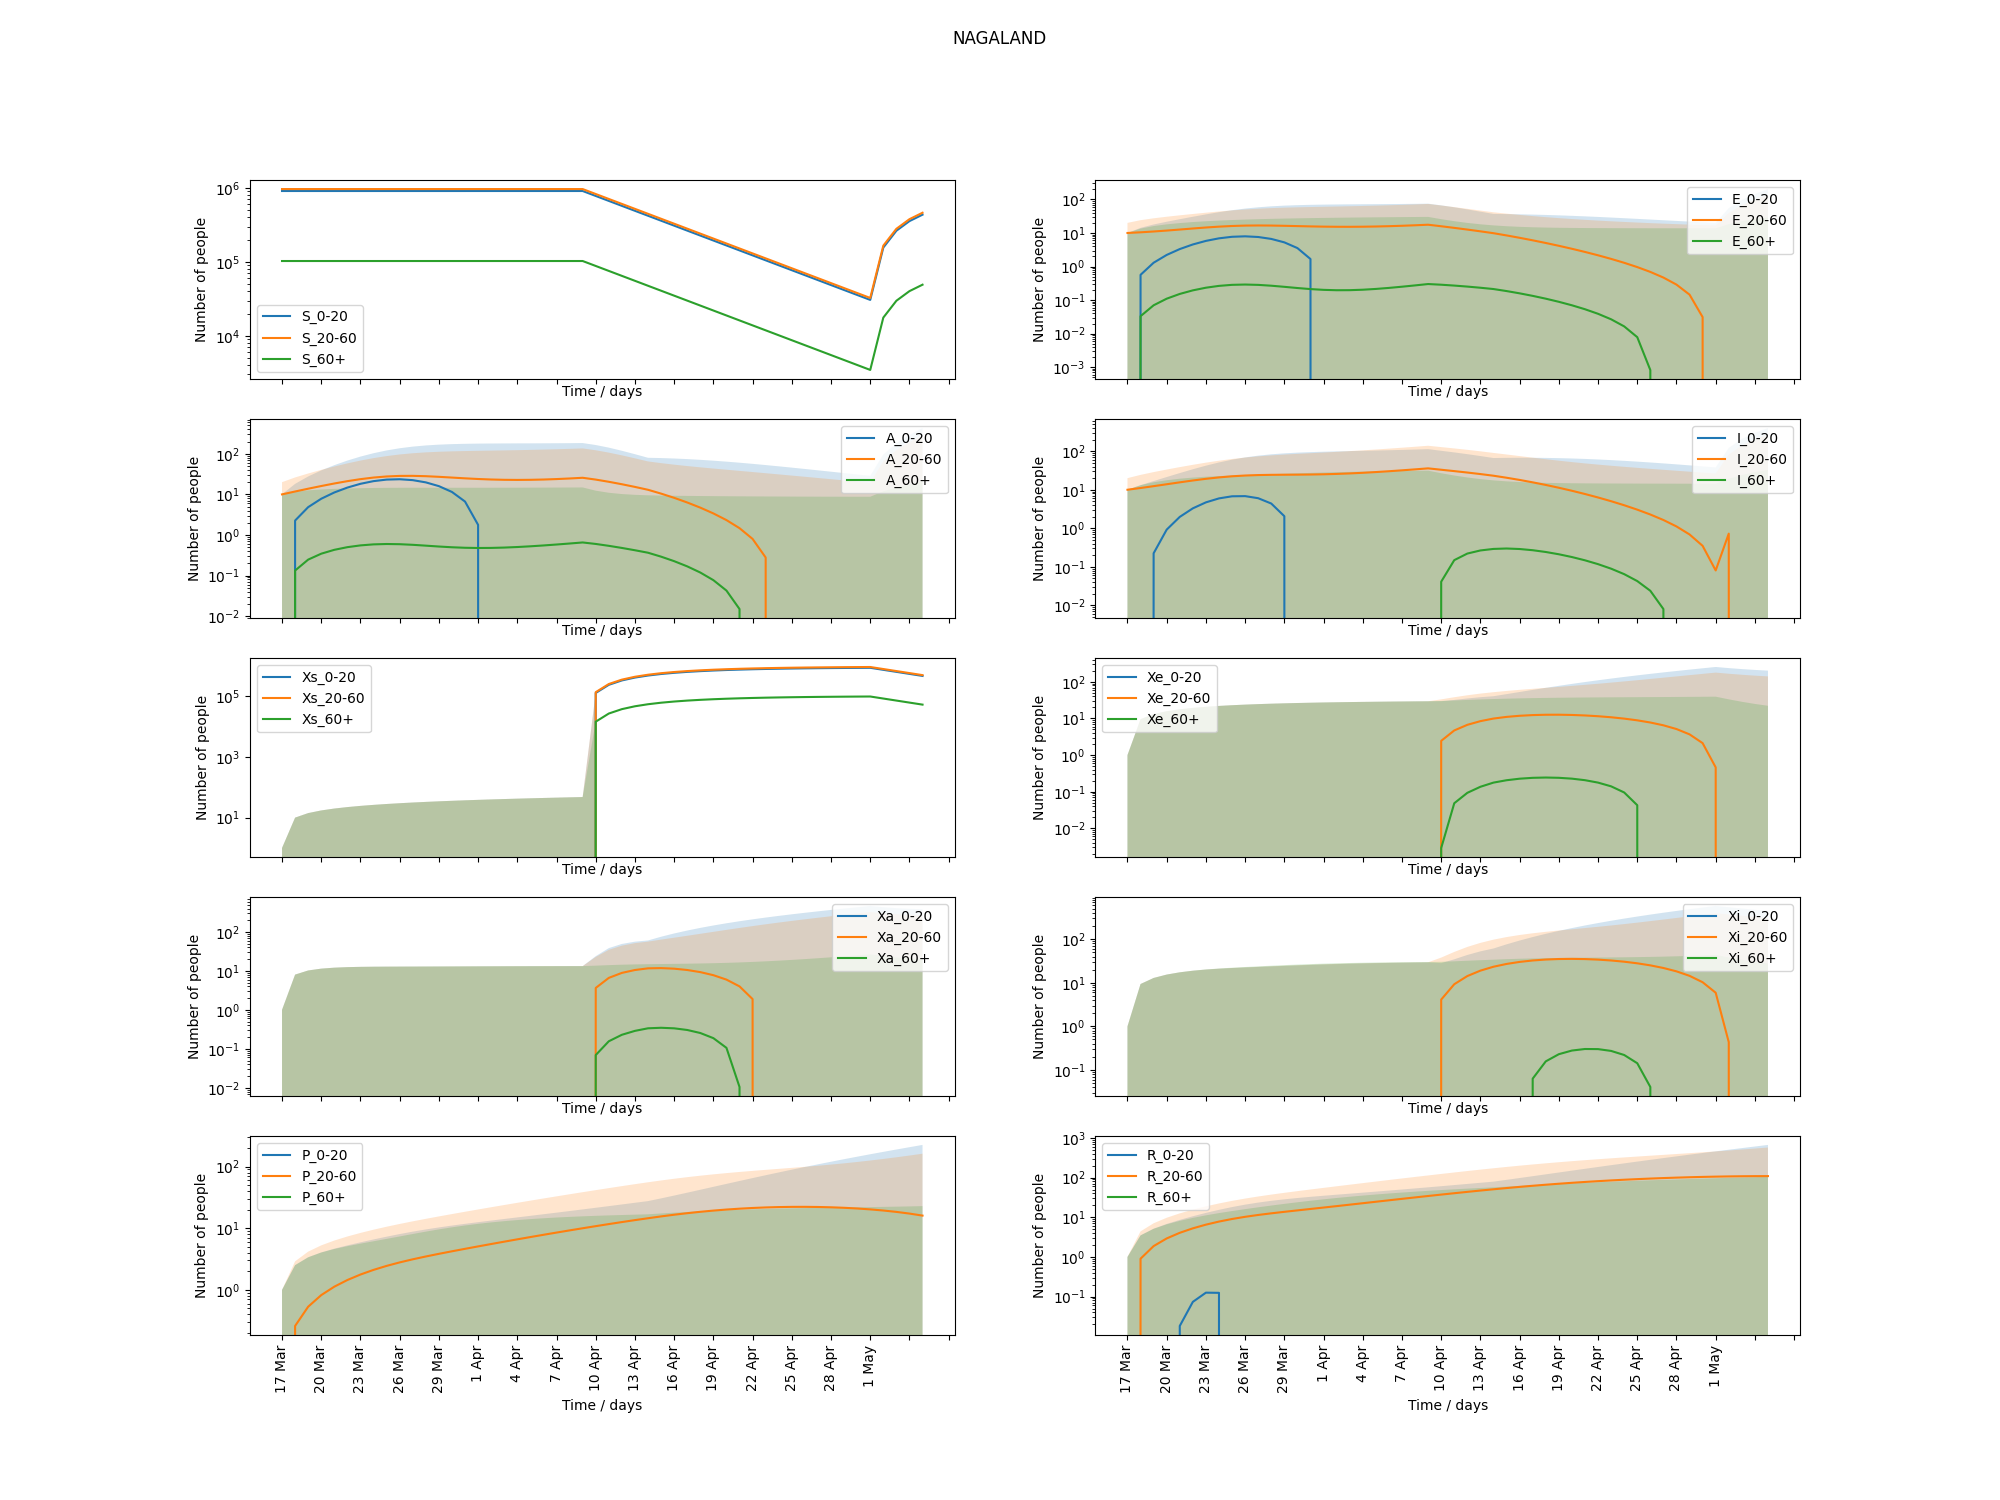 NAGALAND
Number of people
10^6
10^5
10^4
S_0-20
S_20-60
S_60+
Time / days
Number of people
10^2
10^1
10^0
10^-1
10^-2
10^-3
E_0-20
E_20-60
E_60+
Time / days
Number of people
10^2
10^1
10^0
10^-1
10^-2
A_0-20
A_20-60
A_60+
Time / days
Number of people
10^2
10^1
10^0
10^-1
10^-2
I_0-20
I_20-60
I_60+
Time / days
Number of people
10^5
10^3
10^1
Xs_0-20
Xs_20-60
Xs_60+
Time / days
Number of people
10^2
10^1
10^0
10^-1
10^-2
Xe_0-20
Xe_20-60
Xe_60+
Time / days
Number of people
10^2
10^1
10^0
10^-1
10^-2
Xa_0-20
Xa_20-60
Xa_60+
Time / days
Number of people
10^2
10^1
10^0
10^-1
Xi_0-20
Xi_20-60
Xi_60+
Time / days
Number of people
10^2
10^1
10^0
P_0-20
P_20-60
P_60+
17 Mar
20 Mar
23 Mar
26 Mar
29 Mar
1 Apr
4 Apr
7 Apr
10 Apr
13 Apr
16 Apr
19 Apr
22 Apr
25 Apr
28 Apr
1 May
Time / days
Number of people
10^3
10^2
10^1
10^0
10^-1
R_0-20
R_20-60
R_60+
17 Mar
20 Mar
23 Mar
26 Mar
29 Mar
1 Apr
4 Apr
7 Apr
10 Apr
13 Apr
16 Apr
19 Apr
22 Apr
25 Apr
28 Apr
1 May
Time / days